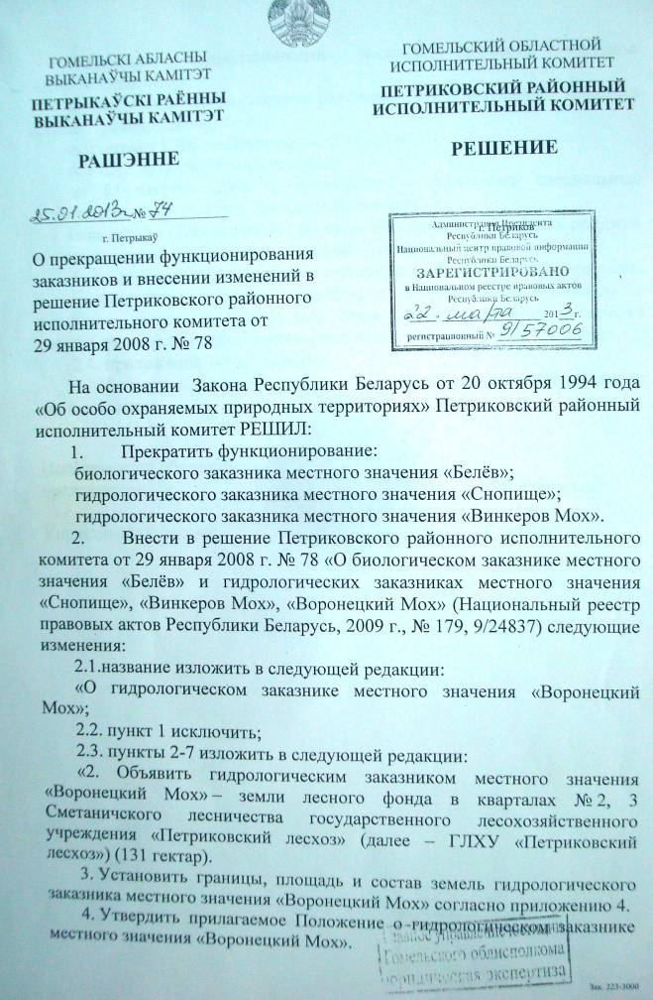 ГОМЕЛЬСКІ АБЛАСНЫ
ВЫКАНАЎЧЫ КАМІТЭТ
ПЕТРЫКАЎСКІ РАЁННЫ
ВЫКАНАЎЧЫ КАМІТЭТ
РАШЭННЕ
25.01.2013г № 74
г. Петрыкаў
ГОМЕЛЬСКИЙ ОБЛАСТНОЙ
ИСПОЛНИТЕЛЬНЫЙ КОМИТЕТ
ПЕТРИКОВСКИЙ РАЙОННЫЙ
ИСПОЛНИТЕЛЬНЫЙ КОМИТЕТ
РЕШЕНИЕ
г. Петриков
Администрация Президента
Республики Беларусь
Национальный центр правовой информации
Республики Беларусь
ЗАРЕГИСТРИРОВАНО
в Национальном реестре правовых актов
Республики Беларусь
22 марта 2013 г.
регистрационный № 9/57006
О прекращении функционирования
заказников и внесении изменений в
решение Петриковского районного
исполнительного комитета от
29 января 2008 г. № 78
На основании Закона Республики Беларусь от 20 октября 1994 года
«Об особо охраняемых природных территориях» Петриковский районный
исполнительный комитет РЕШИЛ:
1. Прекратить функционирование:
биологического заказника местного значения «Белёв»;
гидрологического заказника местного значения «Снопище»;
гидрологического заказника местного значения «Винкеров Мох».
2. Внести в решение Петриковского районного исполнительного
комитета от 29 января 2008 г. № 78 «О биологическом заказнике местного
значения «Белёв» и гидрологических заказниках местного значения
«Снопище», «Винкеров Мох», «Воронецкий Мох» (Национальный реестр
правовых актов Республики Беларусь, 2009 г., № 179, 9/24837) следующие
изменения:
2.1.название изложить в следующей редакции:
«О гидрологическом заказнике местного значения «Воронецкий
Мох»;
2.2. пункт 1 исключить;
2.3. пункты 2-7 изложить в следующей редакции:
«2. Объявить гидрологическим заказником местного значения
«Воронецкий Мох» – земли лесного фонда в кварталах № 2, 3
Сметаничского лесничества государственного лесохозяйственного
учреждения «Петриковский лесхоз» (далее – ГЛХУ «Петриковский
лесхоз») (131 гектар).
3. Установить границы, площадь и состав земель гидрологического
заказника местного значения «Воронецкий Мох» согласно приложению 4.
4. Утвердить прилагаемое Положение о гидрологическом заказнике
местного значения «Воронецкий Мох».
Главное управление
Гомельского облисполкома
юридическая экспертиза
Зак. 223-3000